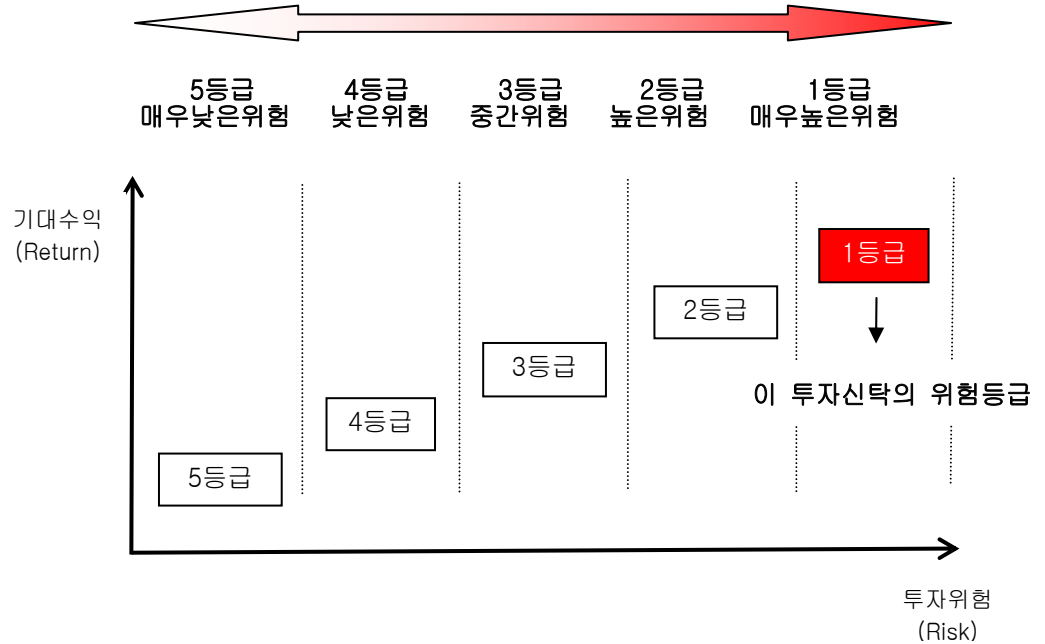 5등급 4등급 3등급 2등급 1등급
매우낮은위험 낮은위험 중간위험 높은위험 매우높은위험
기대수익
(Return)
1등급
2등급
3등급
이 투자신탁의 위험등급
4등급
5등급
투자위험
(Risk)